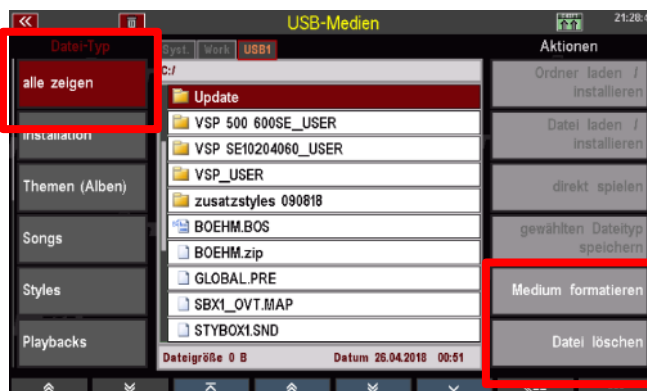 USB-Medien
Datei-Typ
Syst. Work USB1
Aktionen
C:/
alle zeigen
Installation
Themen (Alben)
Songs
Styles
Playbacks
Update
VSP 500 600SE_USER
VSP SE10204060_USER
VSP_USER
zusatzstyles 090818
BOEHM.BOS
BOEHM.zip
GLOBAL.PRE
SBX1_OVT.MAP
STYBOX1.SND
Dateigröße 0 B Datum 26.04.2018 00:51
Ordner laden /
installieren
Datei laden /
installieren
direkt spielen
gewählten Dateityp
speichern
Medium formatieren
Datei löschen